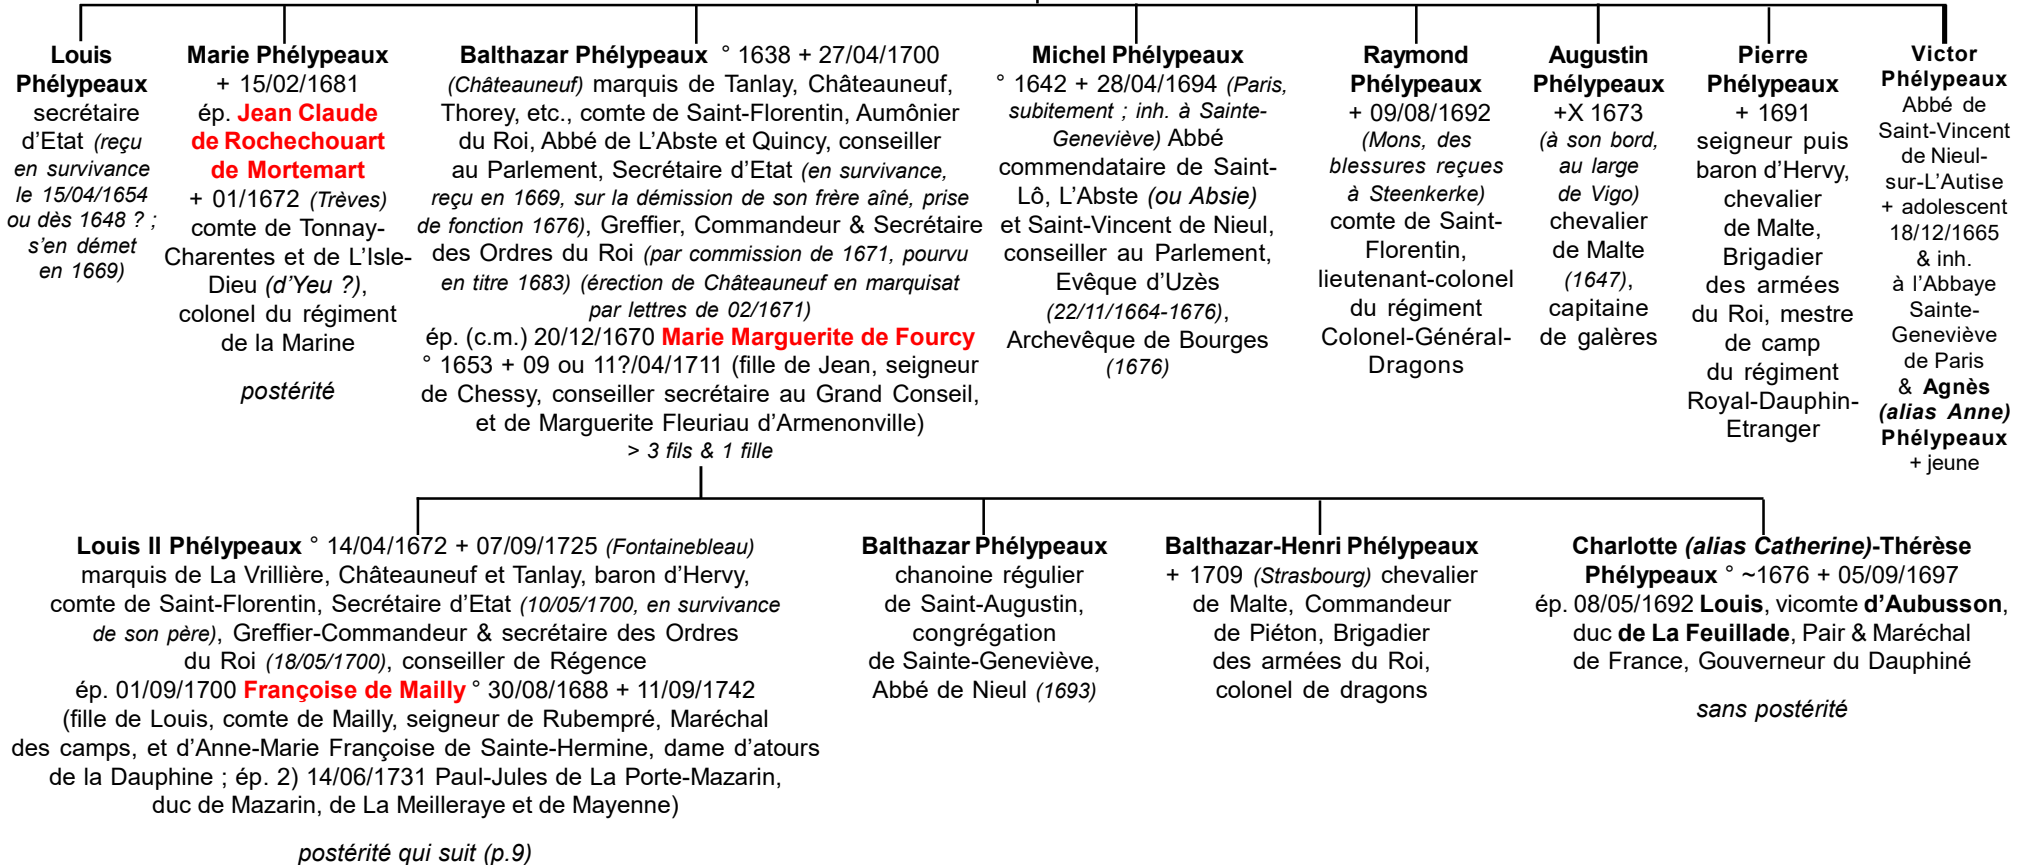 Louis
Phélypeaux
secrétaire
d'Etat (reçu
en survivance
le 15/04/1654
ou dès 1648 ? ;
s'en démet
en 1669)
Marie Phélypeaux
+ 15/02/1681
ép. Jean Claude
de Rochechouart
de Mortemart
+ 01/1672 (Trèves)
comte de Tonnay-
Charentes et de L'Isle-
Dieu (d'Yeu ?),
colonel du régiment
de la Marine
postérité
Balthazar Phélypeaux ° 1638 + 27/04/1700
(Châteauneuf) marquis de Tanlay, Châteauneuf,
Thorey, etc., comte de Saint-Florentin, Aumônier
du Roi, Abbé de L'Abste et Quincy, conseiller
au Parlement, Secrétaire d'Etat (en survivance,
reçu en 1669, sur la démission de son frère aîné, prise
de fonction 1676), Greffier, Commandeur & Secrétaire
des Ordres du Roi (par commission de 1671, pourvu
en titre 1683) (érection de Châteauneuf en marquisat
par lettres de 02/1671)
ép. (c.m.) 20/12/1670 Marie Marguerite de Fourcy
° 1653 + 09 ou 11?/04/1711 (fille de Jean, seigneur
de Chessy, conseiller secrétaire au Grand Conseil,
et de Marguerite Fleuriau d'Armenonville)
> 3 fils & 1 fille
Michel Phélypeaux
° 1642 + 28/04/1694 (Paris,
subitement ; inh. à Sainte-
Geneviève) Abbé
commendataire de Saint-
Lô, L'Abste (ou Absie)
et Saint-Vincent de Nieul,
conseiller au Parlement,
Evêque d'Uzès
(22/11/1664-1676),
Archevêque de Bourges
(1676)
Raymond
Phélypeaux
+ 09/08/1692
(Mons, des
blessures reçues
à Steenkerke)
comte de Saint-
Florentin,
lieutenant-colonel
du régiment
Colonel-Général-
Dragons
Augustin
Phélypeaux
+X 1673
(à son bord,
au large
de Vigo)
chevalier
de Malte
(1647),
capitaine
de galères
Pierre
Phélypeaux
+ 1691
seigneur puis
baron d'Hervy,
chevalier
de Malte,
Brigadier
des armées
du Roi, mestre
de camp
du régiment
Royal-Dauphin-
Etranger
Victor
Phélypeaux
Abbé de
Saint-Vincent
de Nieul-
sur-L'Autise
+ adolescent
18/12/1665
& inh.
à l'Abbaye
Sainte-
Geneviève
de Paris
& Agnès
(alias Anne)
Phélypeaux
+ jeune
Louis II Phélypeaux ° 14/04/1672 + 07/09/1725 (Fontainebleau)
marquis de La Vrillière, Châteauneuf et Tanlay, baron d'Hervy,
comte de Saint-Florentin, Secrétaire d'Etat (10/05/1700, en survivance
de son père), Greffier-Commandeur & secrétaire des Ordres
du Roi (18/05/1700), conseiller de Régence
ép. 01/09/1700 Françoise de Mailly ° 30/08/1688 + 11/09/1742
(fille de Louis, comte de Mailly, seigneur de Rubempré, Maréchal
des camps, et d'Anne-Marie Françoise de Sainte-Hermine, dame d'atours
de la Dauphine ; ép. 2) 14/06/1731 Paul-Jules de La Porte-Mazarin,
duc de Mazarin, de La Meilleraye et de Mayenne)
postérité qui suit (p.9)
Balthazar Phélypeaux
chanoine régulier
de Saint-Augustin,
congrégation
de Sainte-Geneviève,
Abbé de Nieul (1693)
Balthazar-Henri Phélypeaux
+ 1709 (Strasbourg) chevalier
de Malte, Commandeur
de Piéton, Brigadier
des armées du Roi,
colonel de dragons
Charlotte (alias Catherine)-Thérèse
Phélypeaux ° ~1676 + 05/09/1697
ép. 08/05/1692 Louis, vicomte d'Aubusson,
duc de La Feuillade, Pair & Maréchal
de France, Gouverneur du Dauphiné
sans postérité